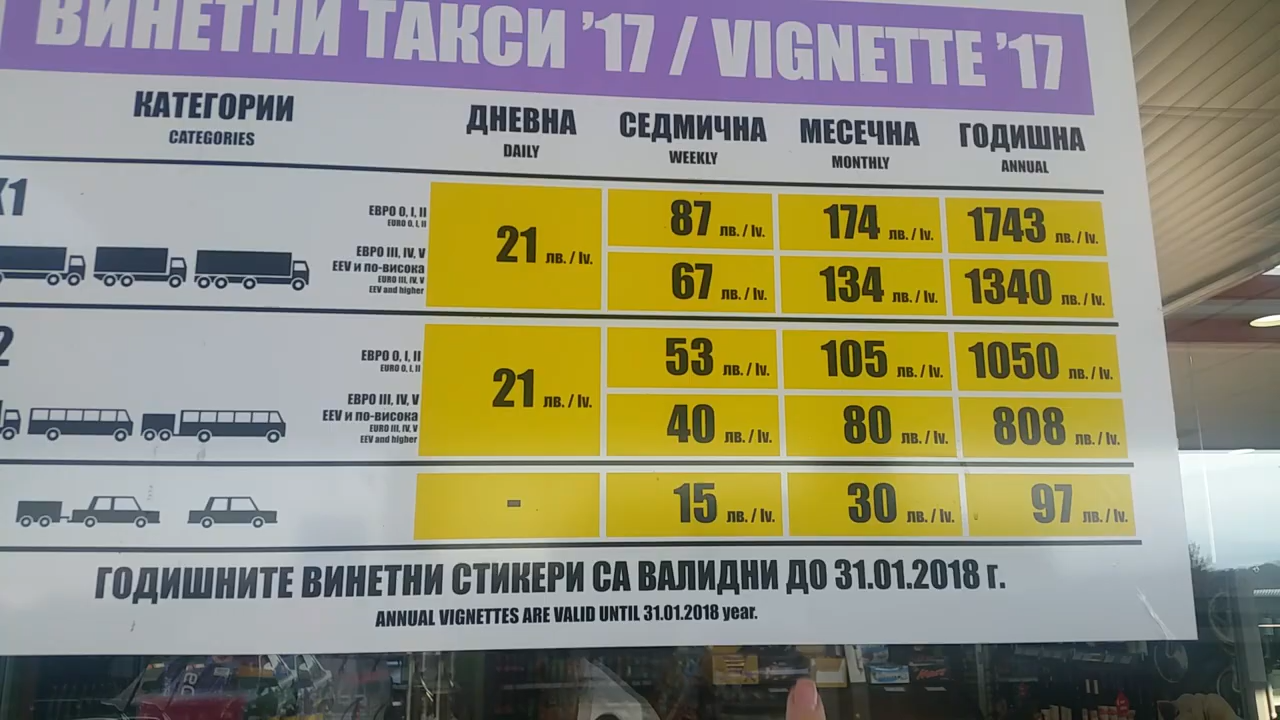 ВИНЕТНИ ТАКСИ '17 / VIGNETTE '17
КАТЕГОРИИ ДНЕВНА СЕДМИЧНА МЕСЕЧНА ГОДИШНА
CATEGORIES DAILY WEEKLY MONTHLY ANNUAL
К1
ЕВРО 0, I, II
EURO 0, I, II
ЕВРО III, IV, V
EEV и по-висока
EURO III, IV, V
EEV and higher
21 лв. / lv.
87 лв. / lv. 174 лв. / lv. 1743 лв. / lv.
67 лв. / lv. 134 лв. / lv. 1340 лв. / lv.
2
ЕВРО 0, I, II
EURO 0, I, II
ЕВРО III, IV, V
EEV и по-висока
EURO III, IV, V
EEV and higher
21 лв. / lv.
53 лв. / lv. 105 лв. / lv. 1050 лв. / lv.
40 лв. / lv. 80 лв. / lv. 808 лв. / lv.
- 15 лв. / lv. 30 лв. / lv. 97 лв. / lv.
ГОДИШНИТЕ ВИНЕТНИ СТИКЕРИ СА ВАЛИДНИ ДО 31.01.2018 г.
ANNUAL VIGNETTES ARE VALID UNTIL 31.01.2018 year.